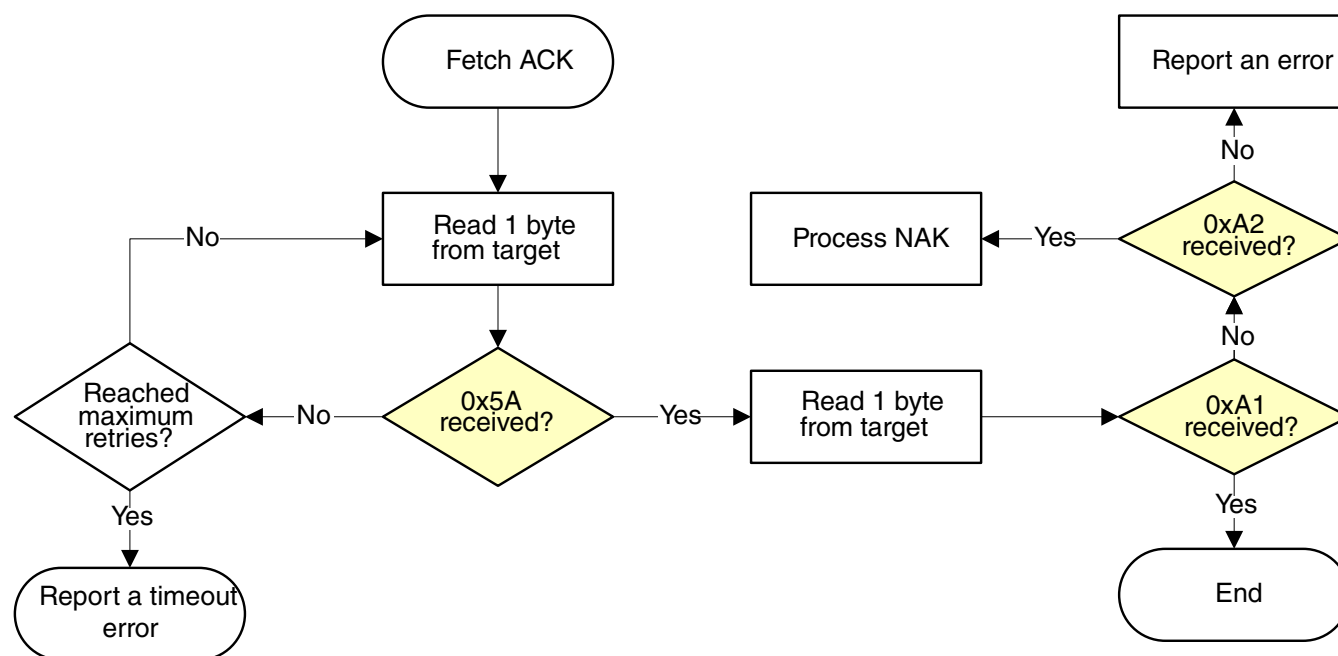 Fetch ACK
Report an error
No
Read 1 byte
from target
No
Process NAK
Yes
0xA2
received?
No
Reached
maximum
retries?
No
0x5A
received?
Yes
Read 1 byte
from target
0xA1
received?
Yes
Yes
Report a timeout
error
End